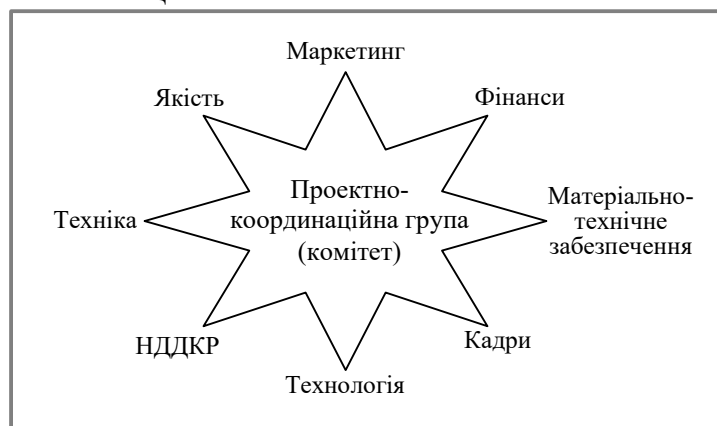 Маркетинг
Якість
Фінанси
Проектно-
координаційна група
(комітет)
Техніка
Матеріально-
технічне
забезпечення
НДДКР
Кадри
Технологія